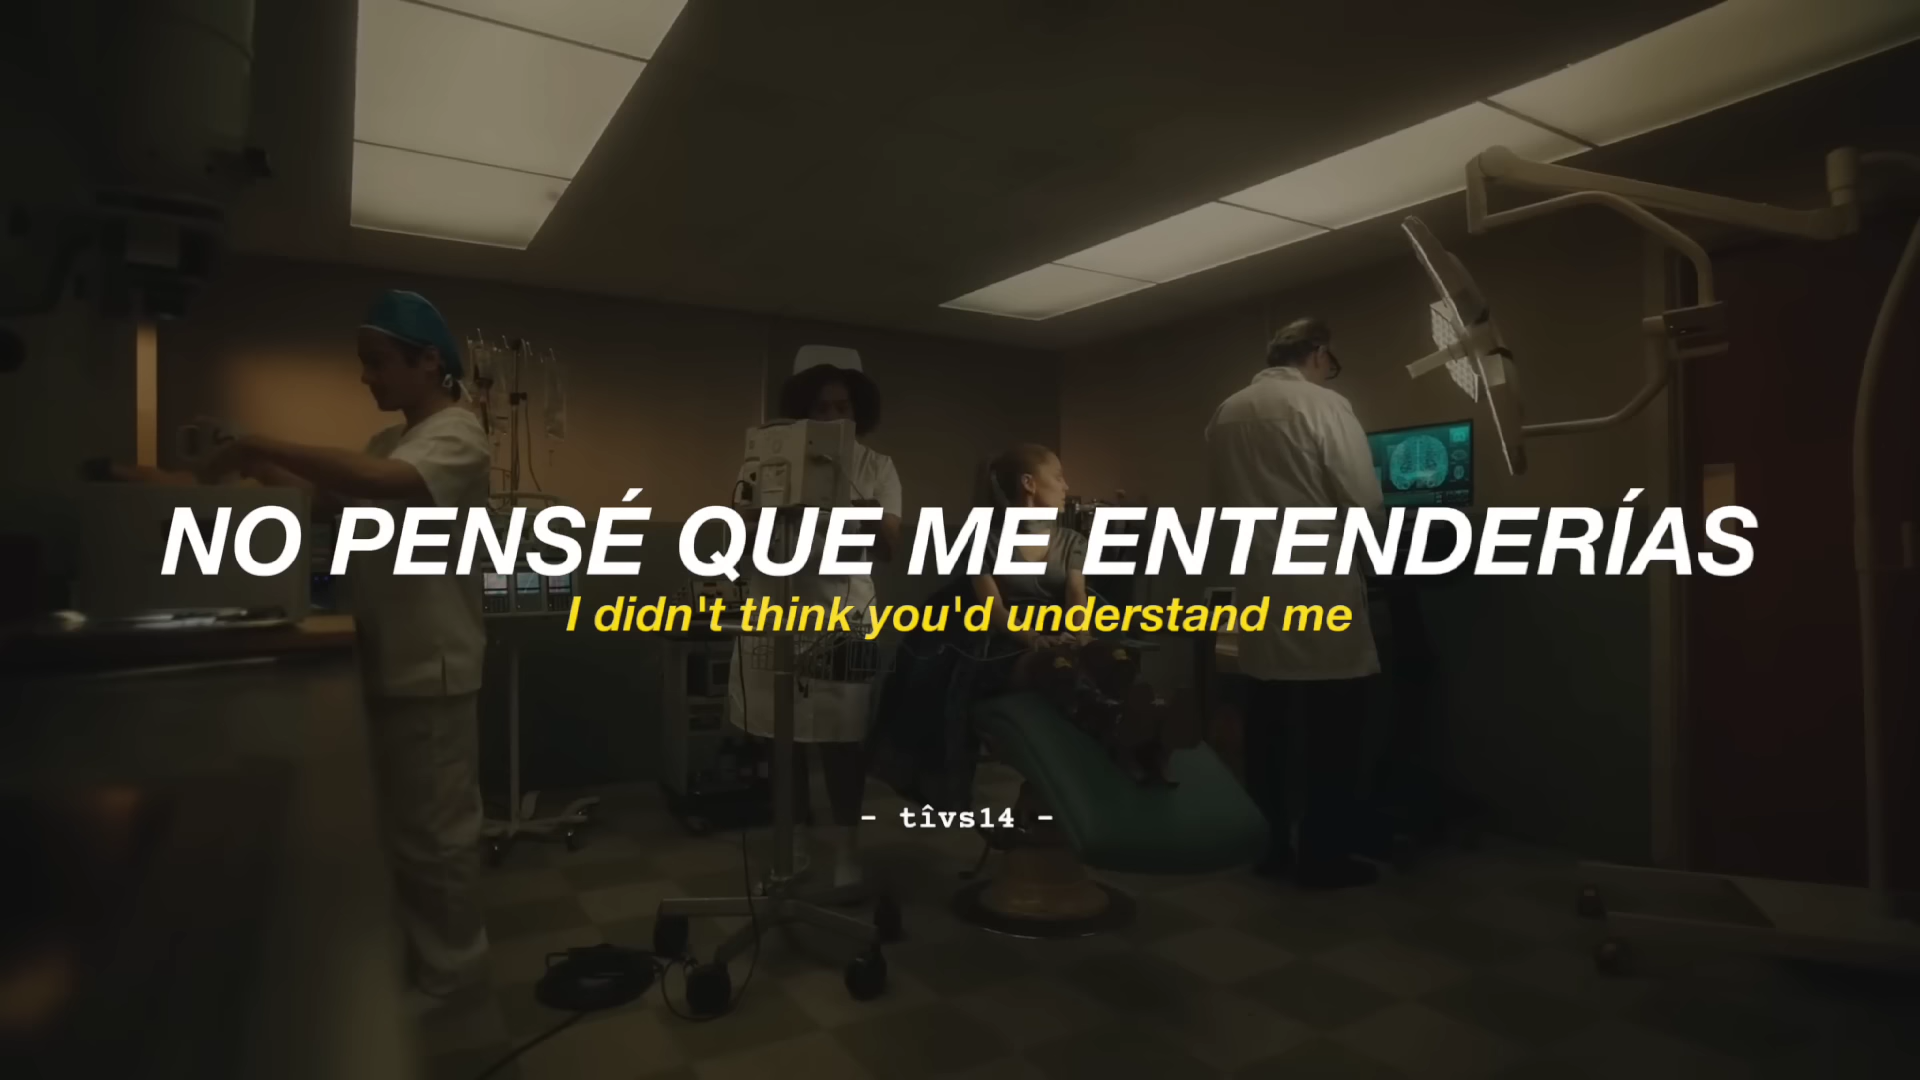 NO PENSÉ QUE ME ENTENDERÍAS
I didn't think you'd understand me
- tîvs14 -